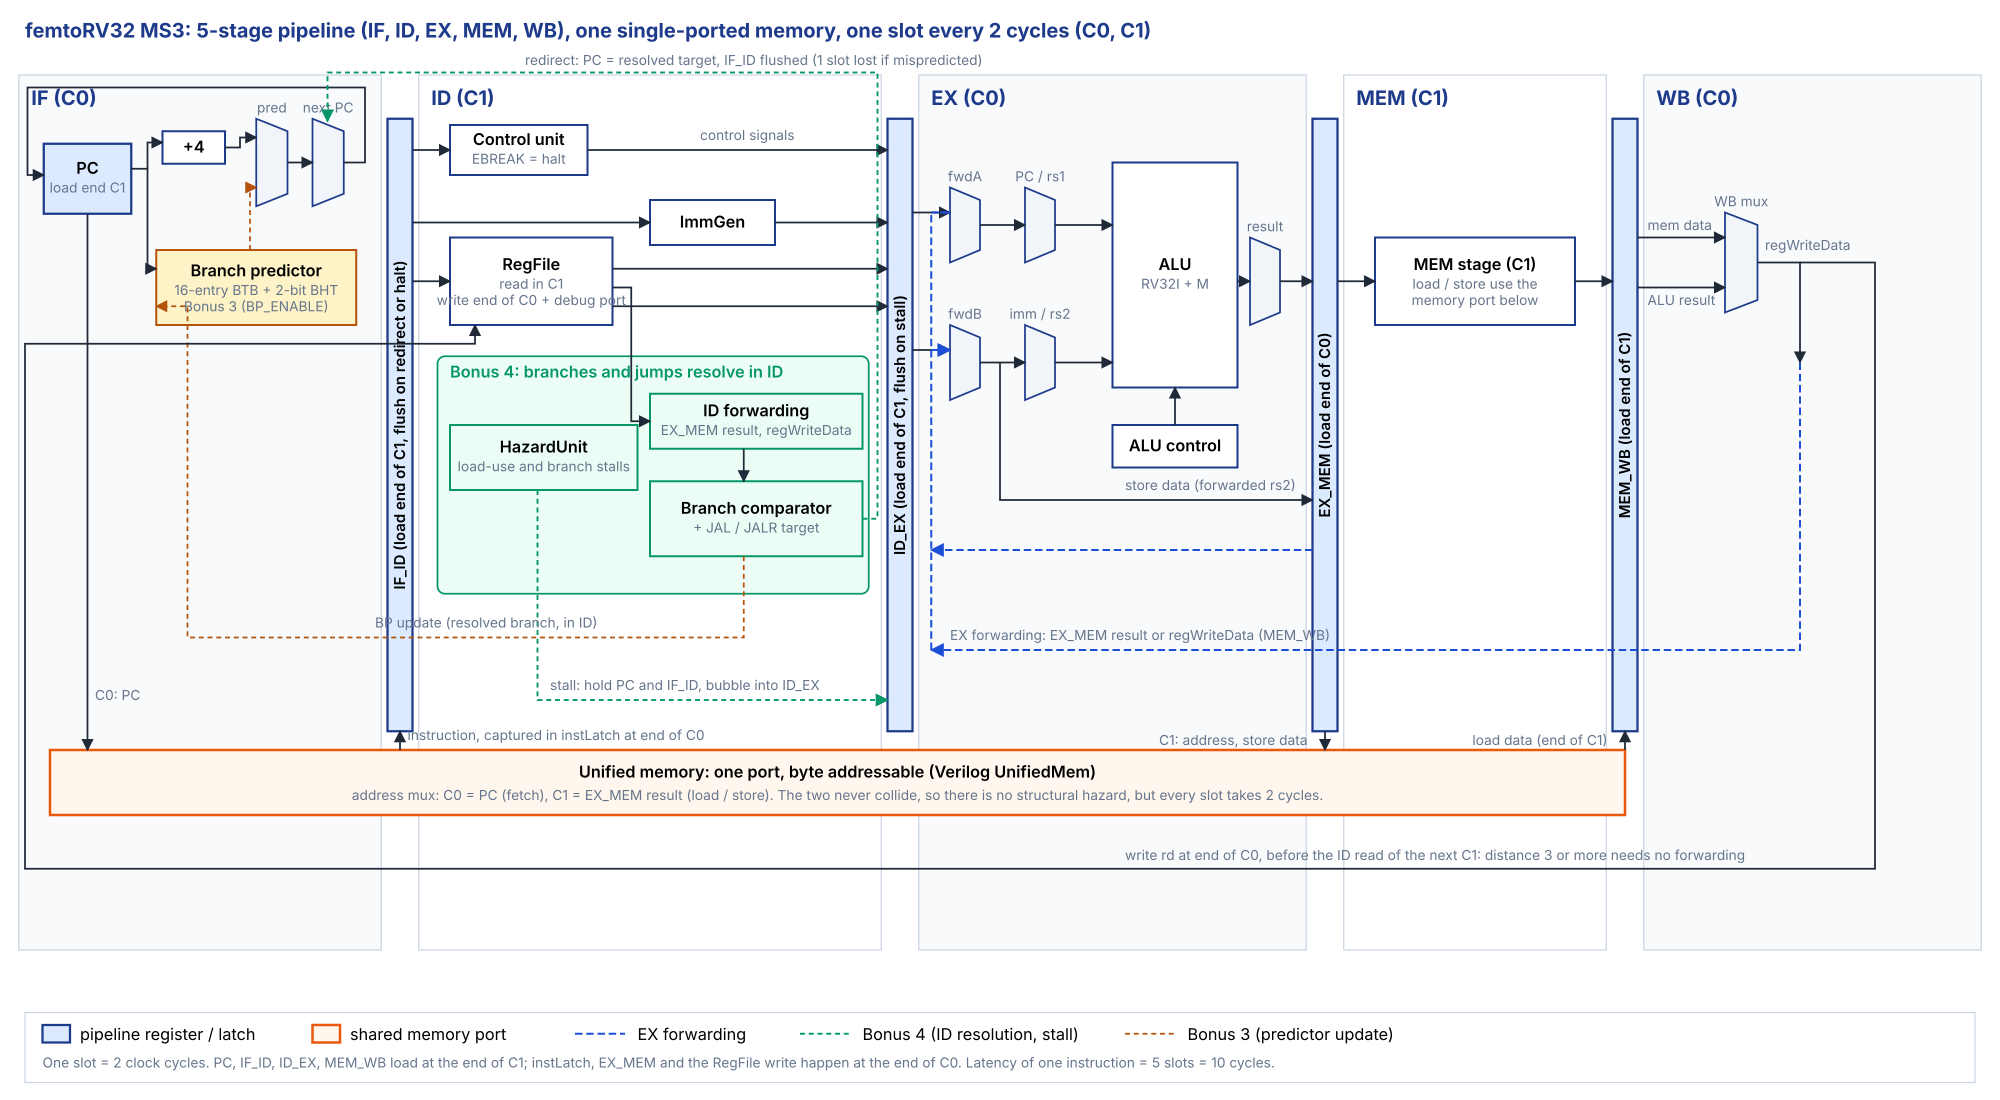 femtoRV32 MS3: 5-stage pipeline (IF, ID, EX, MEM, WB), one single-ported memory, one slot every 2 cycles (C0, C1)
redirect: PC = resolved target, IF_ID flushed (1 slot lost if mispredicted)
IF (C0)
pred
next PC
+4
PC
load end C1
Branch predictor
16-entry BTB + 2-bit BHT
Bonus 3 (BP_ENABLE)
C0: PC
IF_ID (load end of C1, flush on redirect or halt)
ID (C1)
Control unit
EBREAK = halt
control signals
ImmGen
RegFile
read in C1
write end of C0 + debug port
Bonus 4: branches and jumps resolve in ID
ID forwarding
EX_MEM result, regWriteData
HazardUnit
load-use and branch stalls
Branch comparator
+ JAL / JALR target
BP update (resolved branch, in ID)
stall: hold PC and IF_ID, bubble into ID_EX
instruction, captured in instLatch at end of C0
ID_EX (load end of C1, flush on stall)
EX (C0)
fwdA
PC / rs1
ALU
RV32I + M
result
fwdB
imm / rs2
ALU control
store data (forwarded rs2)
EX forwarding: EX_MEM result or regWriteData (MEM_WB)
C1: address, store data
EX_MEM (load end of C0)
MEM (C1)
MEM stage (C1)
load / store use the
memory port below
load data (end of C1)
MEM_WB (load end of C1)
WB (C0)
WB mux
mem data
regWriteData
ALU result
Unified memory: one port, byte addressable (Verilog UnifiedMem)
address mux: C0 = PC (fetch), C1 = EX_MEM result (load / store). The two never collide, so there is no structural hazard, but every slot takes 2 cycles.
write rd at end of C0, before the ID read of the next C1: distance 3 or more needs no forwarding
pipeline register / latch
shared memory port
EX forwarding
Bonus 4 (ID resolution, stall)
Bonus 3 (predictor update)
One slot = 2 clock cycles. PC, IF_ID, ID_EX, MEM_WB load at the end of C1; instLatch, EX_MEM and the RegFile write happen at the end of C0. Latency of one instruction = 5 slots = 10 cycles.